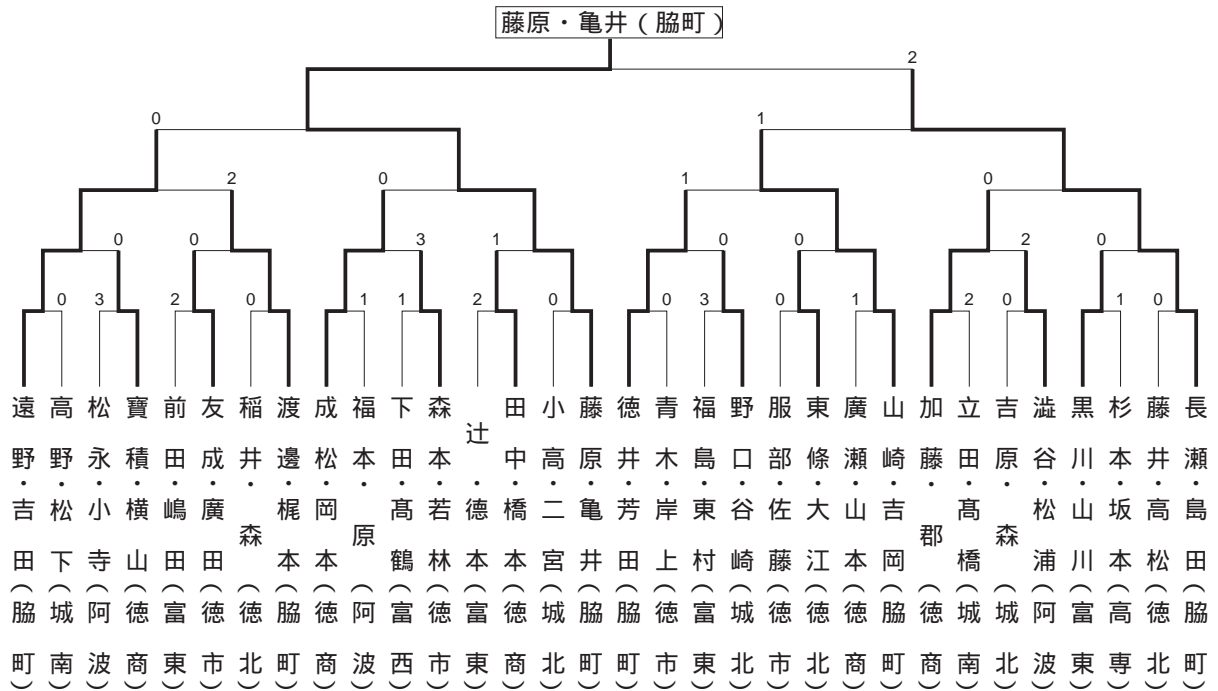 藤原・亀井（脇町）
2
0 1
2 0 1 0
0 0 3 1 0 0 2 0
0 3 2 0 1 1 2 0 0 3 0 1 2 0 1 0
遠野・吉田（脇町）
高野・松下（城南）
松永・小寺（阿波）
寶積・横山（徳商）
前田・嶋田（富東）
友成・廣田（徳市）
稲井・森（徳北）
渡邊・梶本（脇町）
成松・岡本（徳商）
福本・原（阿波）
下田・髙鶴（富西）
森本・若林（徳市）
辻・德本（富東）
田中・橋本（徳商）
小高・二宮（城北）
藤原・亀井（脇町）
徳井・芳田（脇町）
青木・岸上（徳市）
福島・東村（富東）
野口・谷崎（城北）
服部・佐藤（徳市）
東條・大江（徳北）
廣瀬・山本（徳商）
山崎・吉岡（脇町）
加藤・郡（徳商）
立田・髙橋（城南）
吉原・森（城北）
澁谷・松浦（阿波）
黒川・山川（富東）
杉本・坂本（高専）
藤井・高松（徳北）
長瀬・島田（脇町）